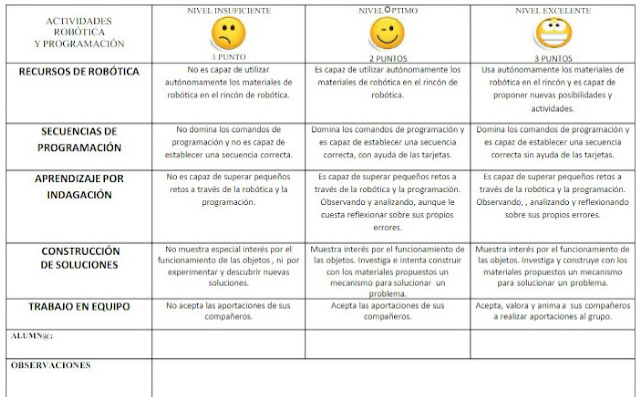 ACTIVIDADES
ROBÓTICA
Y PROGRAMACIÓN
NIVEL INSUFICIENTE
1 PUNTO
NIVEL OPTIMO
2 PUNTOS
NIVEL EXCELENTE
3 PUNTOS
RECURSOS DE ROBÓTICA
No es capaz de utilizar
autónomamente los materiales de
robótica en el rincón de robótica.
Es capaz de utilizar autónomamente los
materiales de robótica en el rincón de
robótica.
Usa autónomamente los materiales de
robótica en el rincón y es capaz de
proponer nuevas posibilidades y
actividades.
SECUENCIAS DE
PROGRAMACIÓN
No domina los comandos de
programación y no es capaz de
establecer una secuencia correcta.
Domina los comandos de programación y
es capaz de establecer una secuencia
correcta, con ayuda de las tarjetas.
Domina los comandos de programación y
es capaz de establecer una secuencia
correcta sin ayuda de las tarjetas.
APRENDIZAJE POR
INDAGACIÓN
No es capaz de superar pequeños
retos a través de la robótica y la
programación.
Es capaz de superar pequeños retos a
través de la robótica y la programación.
Observando y analizando, aunque le
cuesta reflexionar sobre sus propios
errores.
Es capaz de superar pequeños retos a
través de la robótica y la programación.
Observando, , analizando y reflexionando
sobre sus propios errores.
CONSTRUCCIÓN
DE SOLUCIONES
No muestra especial interés por el
funcionamiento de las objetos , ni por
experimentar y descubrir nuevas
soluciones.
Muestra interés por el funcionamiento de
las objetos. Investiga e intenta construir
con los materiales propuestos un
mecanismo para solucionar un
problema.
Muestra interés por el funcionamiento de
las objetos. Investiga y construye con los
materiales propuestos un mecanismo
para solucionar un problema.
TRABAJO EN EQUIPO
No acepta las aportaciones de sus
compañeros.
Acepta las aportaciones de sus
compañeros.
Acepta, valora y anima a sus compañeros
a realizar aportaciones al grupo.
ALUMN@:
OBSERVACIONES